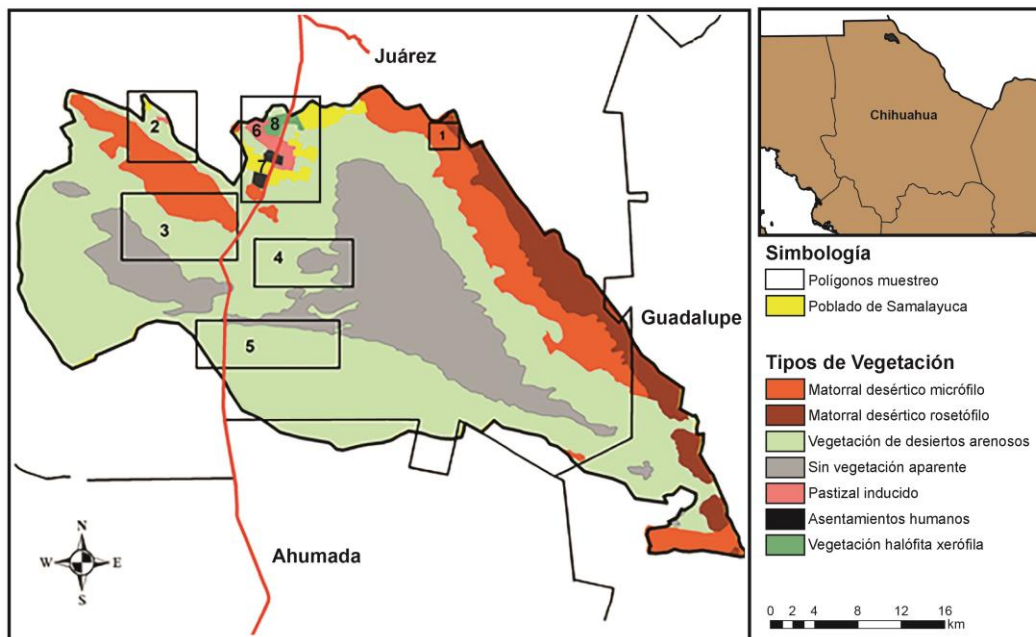 Juárez
2
8
6
1
7
3
4
Guadalupe
5
Ahumada
N
W
E
S
Chihuahua
Simbología
Polígonos muestreo
Poblado de Samalayuca
Tipos de Vegetación
Matorral desértico micrófilo
Matorral desértico rosetófilo
Vegetación de desiertos arenosos
Sin vegetación aparente
Pastizal inducido
Asentamientos humanos
Vegetación halófita xerófila
0 2 4 8 12 16
km